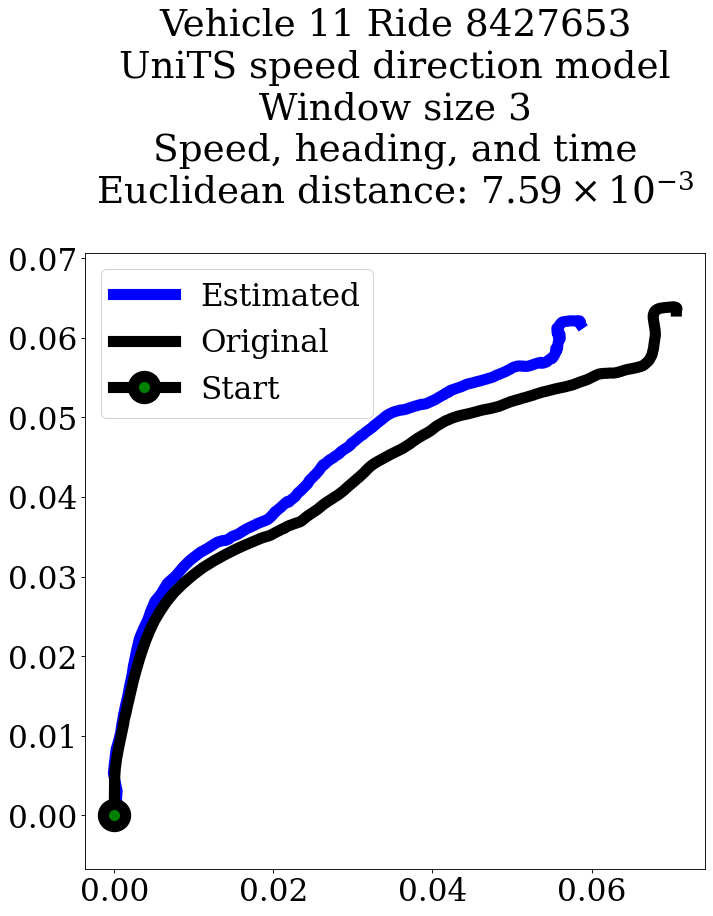 Vehicle 11 Ride 8427653
UniTS speed direction model
Window size 3
Speed, heading, and time
Euclidean distance: 7.59 × 10⁻³
0.07
0.06
0.05
0.04
0.03
0.02
0.01
0.00
Estimated
Original
Start
0.00 0.02 0.04 0.06